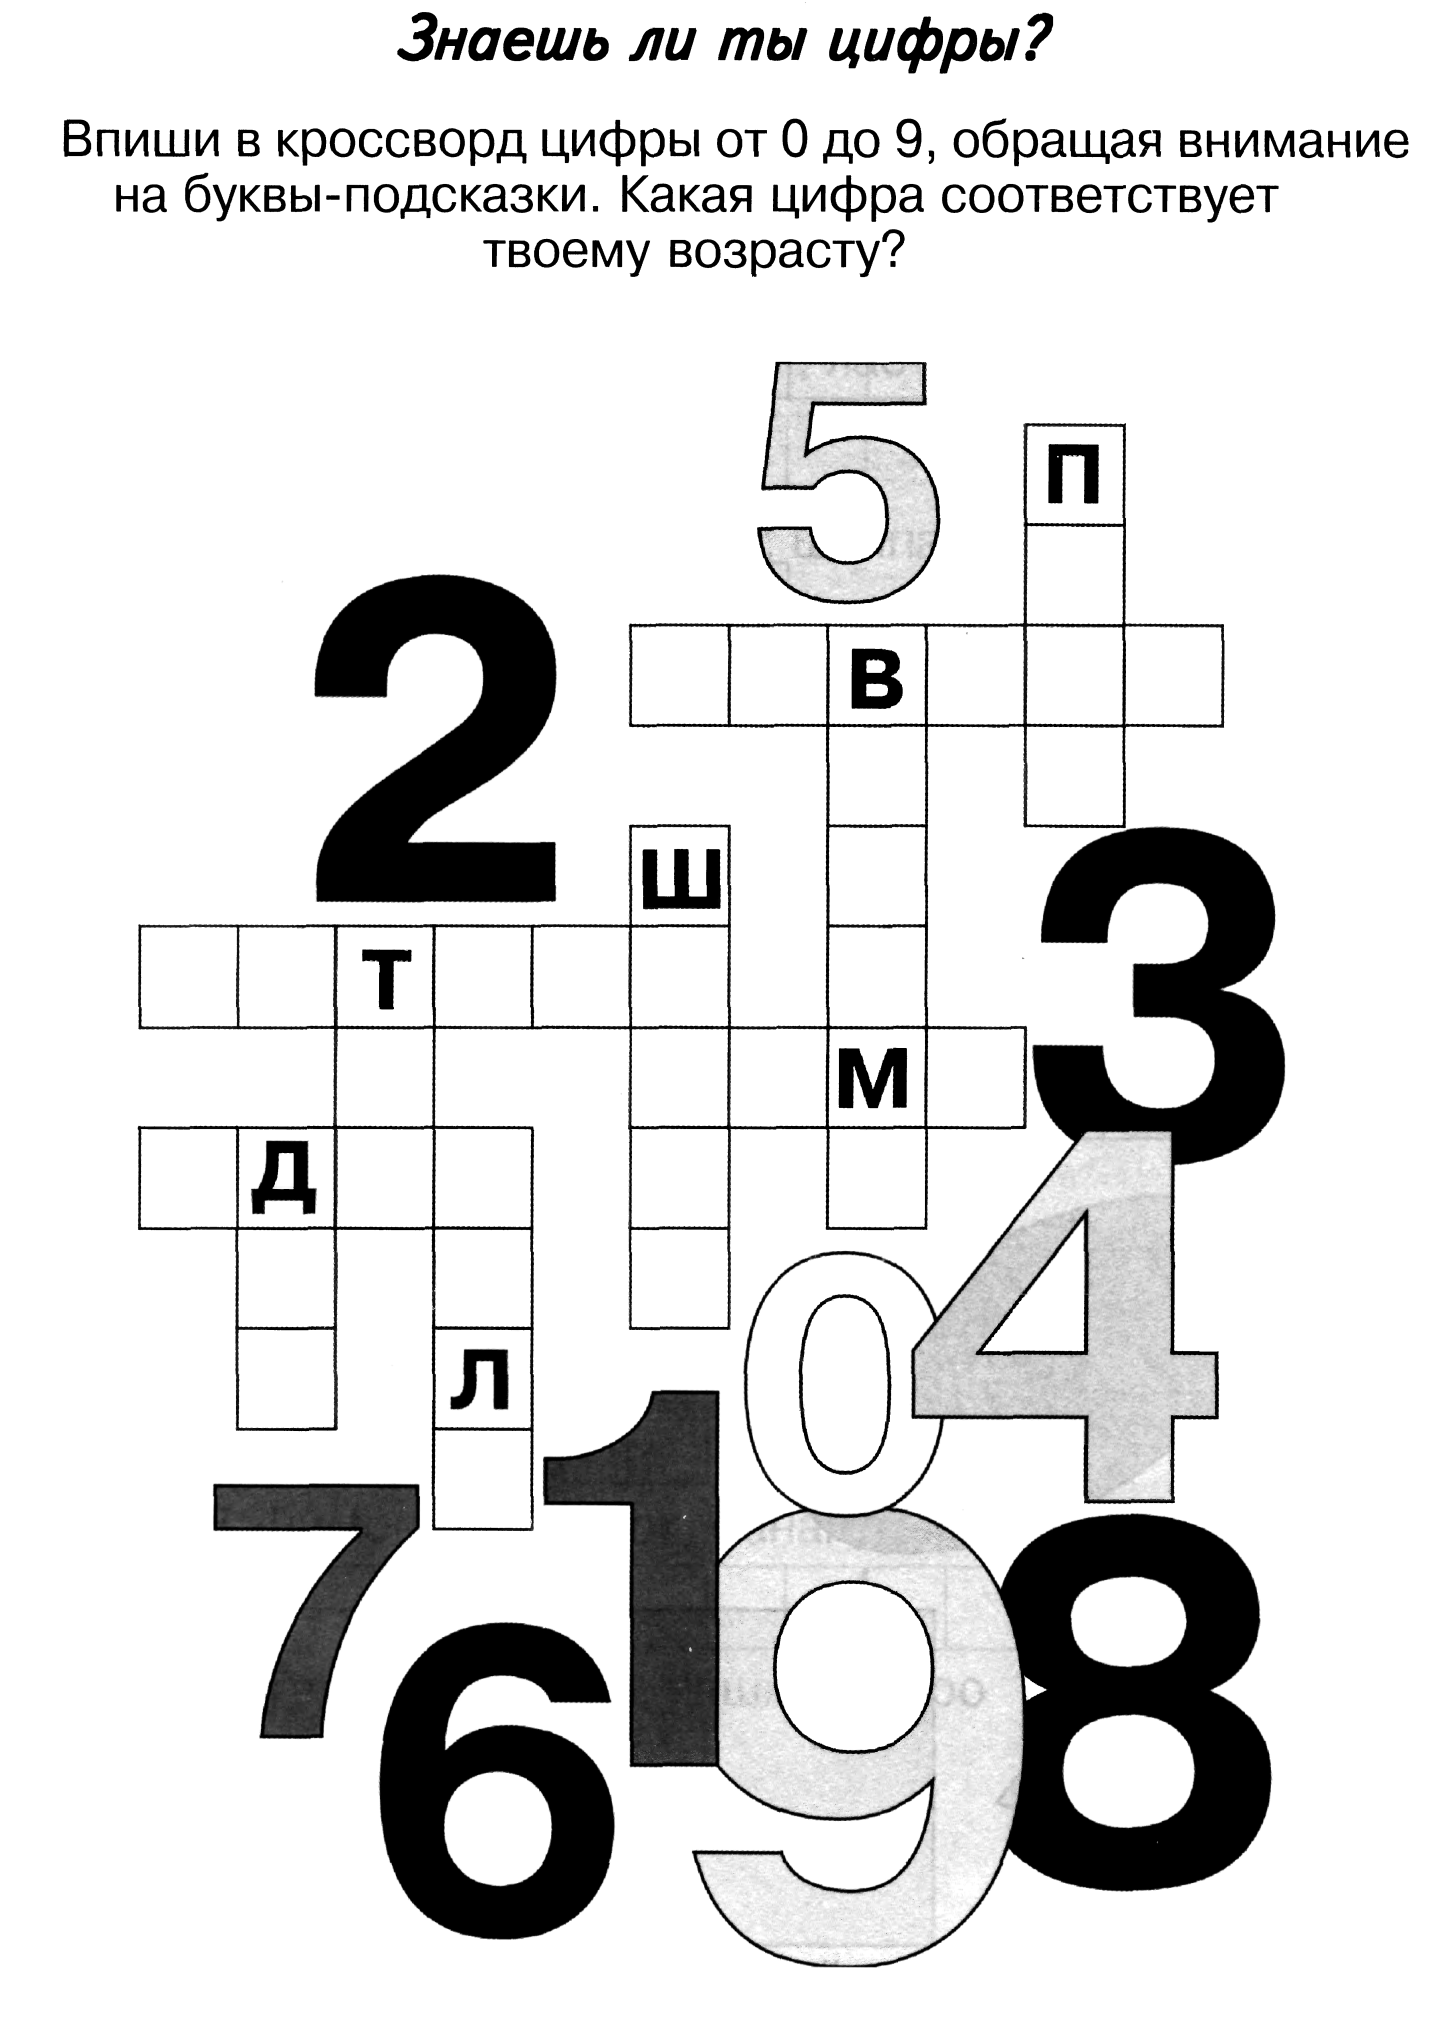 Знаешь ли ты цифры?
Впиши в кроссворд цифры от 0 до 9, обращая внимание
на буквы-подсказки. Какая цифра соответствует
твоему возрасту?
5
П
2
В
Ш
3
Т
М
Д
4
0
Л
1
7
9
8
6